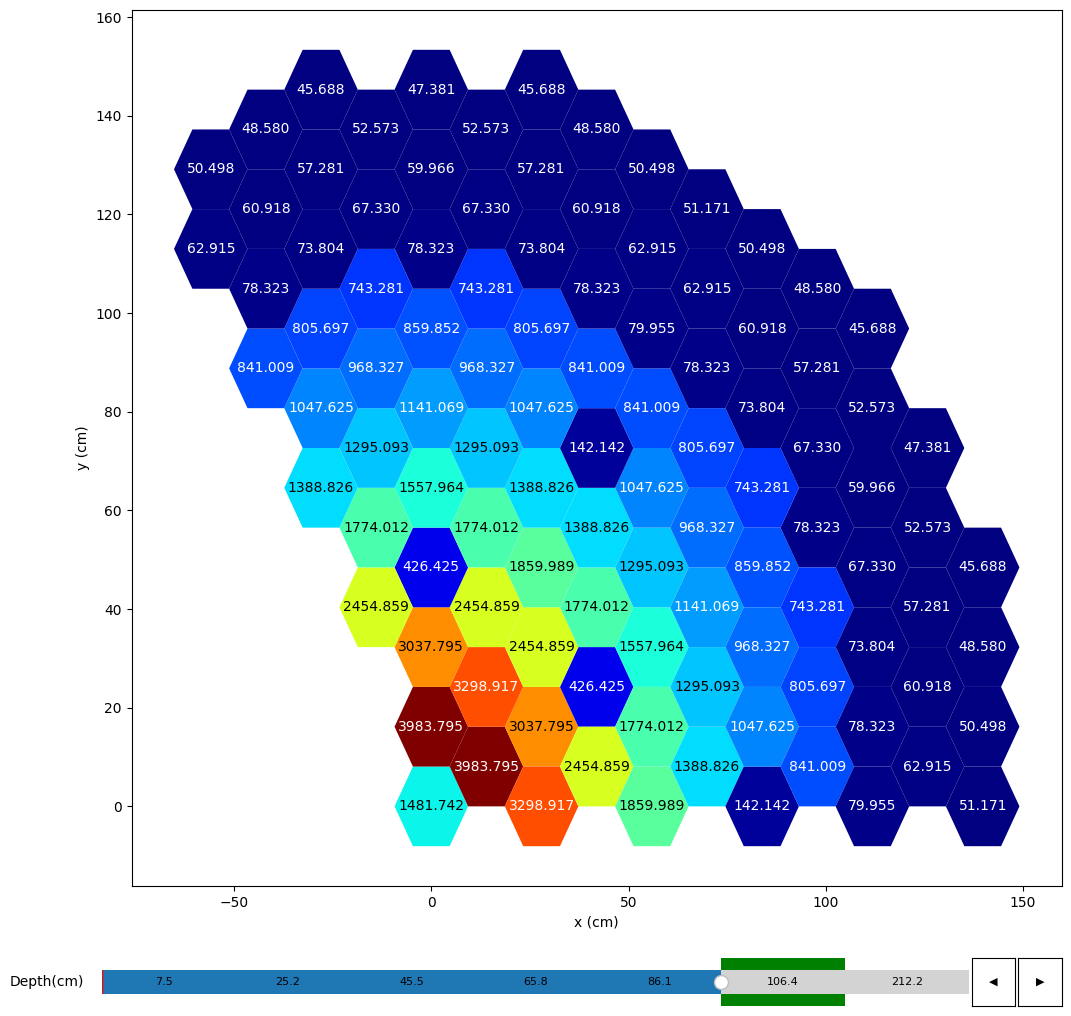 160
45.688 47.381 45.688
140
48.580 52.573 52.573 48.580
50.498 57.281 59.966 57.281 50.498
120
60.918 67.330 67.330 60.918 51.171
62.915 73.804 78.323 73.804 62.915 50.498
78.323 743.281 743.281 78.323 62.915 48.580
100
805.697 859.852 805.697 79.955 60.918 45.688
841.009 968.327 968.327 841.009 78.323 57.281
80
1047.625 1141.069 1047.625 841.009 73.804 52.573
1295.093 1295.093 142.142 805.697 67.330 47.381
y (cm)
1388.826 1557.964 1388.826 1047.625 743.281 59.966
60
1774.012 1774.012 1388.826 968.327 78.323 52.573
426.425 1859.989 1295.093 859.852 67.330 45.688
40
2454.859 2454.859 1774.012 1141.069 743.281 57.281
3037.795 2454.859 1557.964 968.327 73.804 48.580
3298.917 426.425 1295.093 805.697 60.918
20
3983.795 3037.795 1774.012 1047.625 78.323 50.498
3983.795 2454.859 1388.826 841.009 62.915
0
1481.742 3298.917 1859.989 142.142 79.955 51.171
−50 0 50 100 150
x (cm)
Depth(cm) 7.5 25.2 45.5 65.8 86.1 106.4 212.2